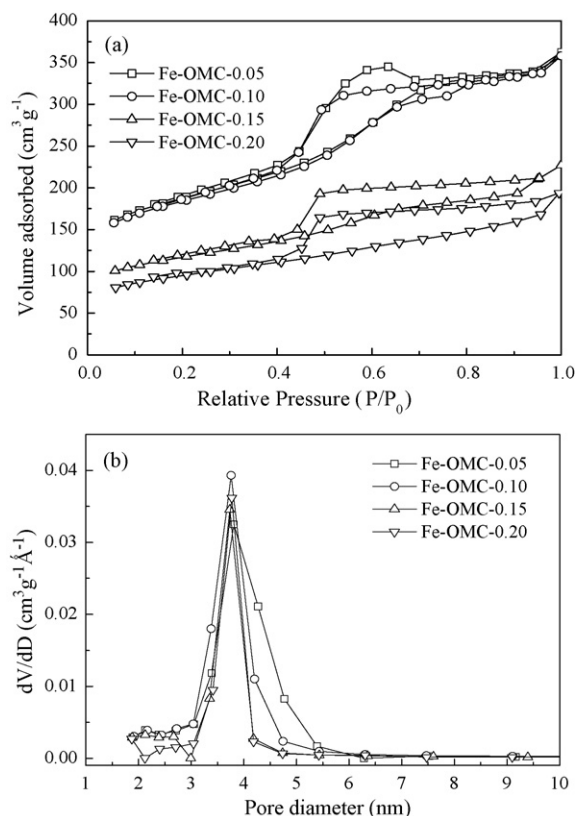 (a)
Fe-OMC-0.05
Fe-OMC-0.10
Fe-OMC-0.15
Fe-OMC-0.20
Volume adsorbed (cm³g⁻¹)
400
350
300
250
200
150
100
50
0
0.0 0.2 0.4 0.6 0.8 1.0
Relative Pressure (P/P₀)
(b)
Fe-OMC-0.05
Fe-OMC-0.10
Fe-OMC-0.15
Fe-OMC-0.20
dV/dD (cm³g⁻¹Å⁻¹)
0.04
0.03
0.02
0.01
0.00
1 2 3 4 5 6 7 8 9 10
Pore diameter (nm)